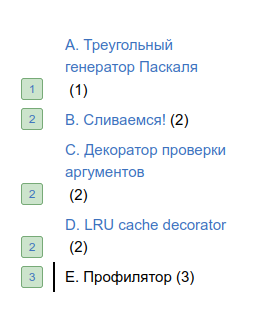 A. Треугольный
генератор Паскаля
1 (1)
2 B. Сливаемся! (2)
C. Декоратор проверки
аргументов
2 (2)
D. LRU cache decorator
2 (2)
3 E. Профилятор (3)